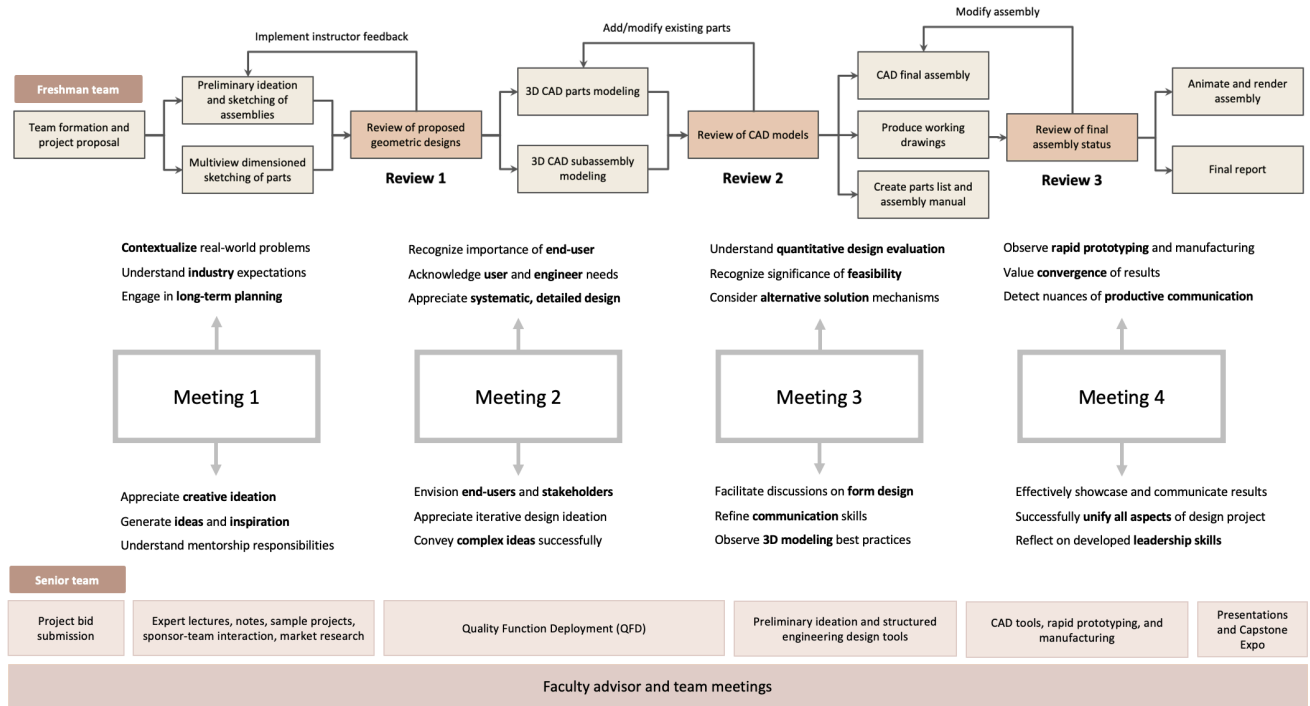 Modify assembly
Add/modify existing parts
Implement instructor feedback
Freshman team
Team formation and
project proposal
Preliminary ideation
and sketching of
assemblies
Multiview dimensioned
sketching of parts
Review of proposed
geometric designs
Review 1
3D CAD parts modeling
3D CAD subassembly
modeling
Review of CAD models
Review 2
CAD final assembly
Produce working
drawings
Create parts list and
assembly manual
Review of final
assembly status
Review 3
Animate and render
assembly
Final report
Contextualize real-world problems
Understand industry expectations
Engage in long-term planning
Recognize importance of end-user
Acknowledge user and engineer needs
Appreciate systematic, detailed design
Understand quantitative design evaluation
Recognize significance of feasibility
Consider alternative solution mechanisms
Observe rapid prototyping and manufacturing
Value convergence of results
Detect nuances of productive communication
Meeting 1
Meeting 2
Meeting 3
Meeting 4
Appreciate creative ideation
Generate ideas and inspiration
Understand mentorship responsibilities
Envision end-users and stakeholders
Appreciate iterative design ideation
Convey complex ideas successfully
Facilitate discussions on form design
Refine communication skills
Observe 3D modeling best practices
Effectively showcase and communicate results
Successfully unify all aspects of design project
Reflect on developed leadership skills
Senior team
Project bid
submission
Expert lectures, notes, sample projects,
sponsor-team interaction, market research
Quality Function Deployment (QFD)
Preliminary ideation and structured
engineering design tools
CAD tools, rapid prototyping, and
manufacturing
Presentations
and Capstone
Expo
Faculty advisor and team meetings